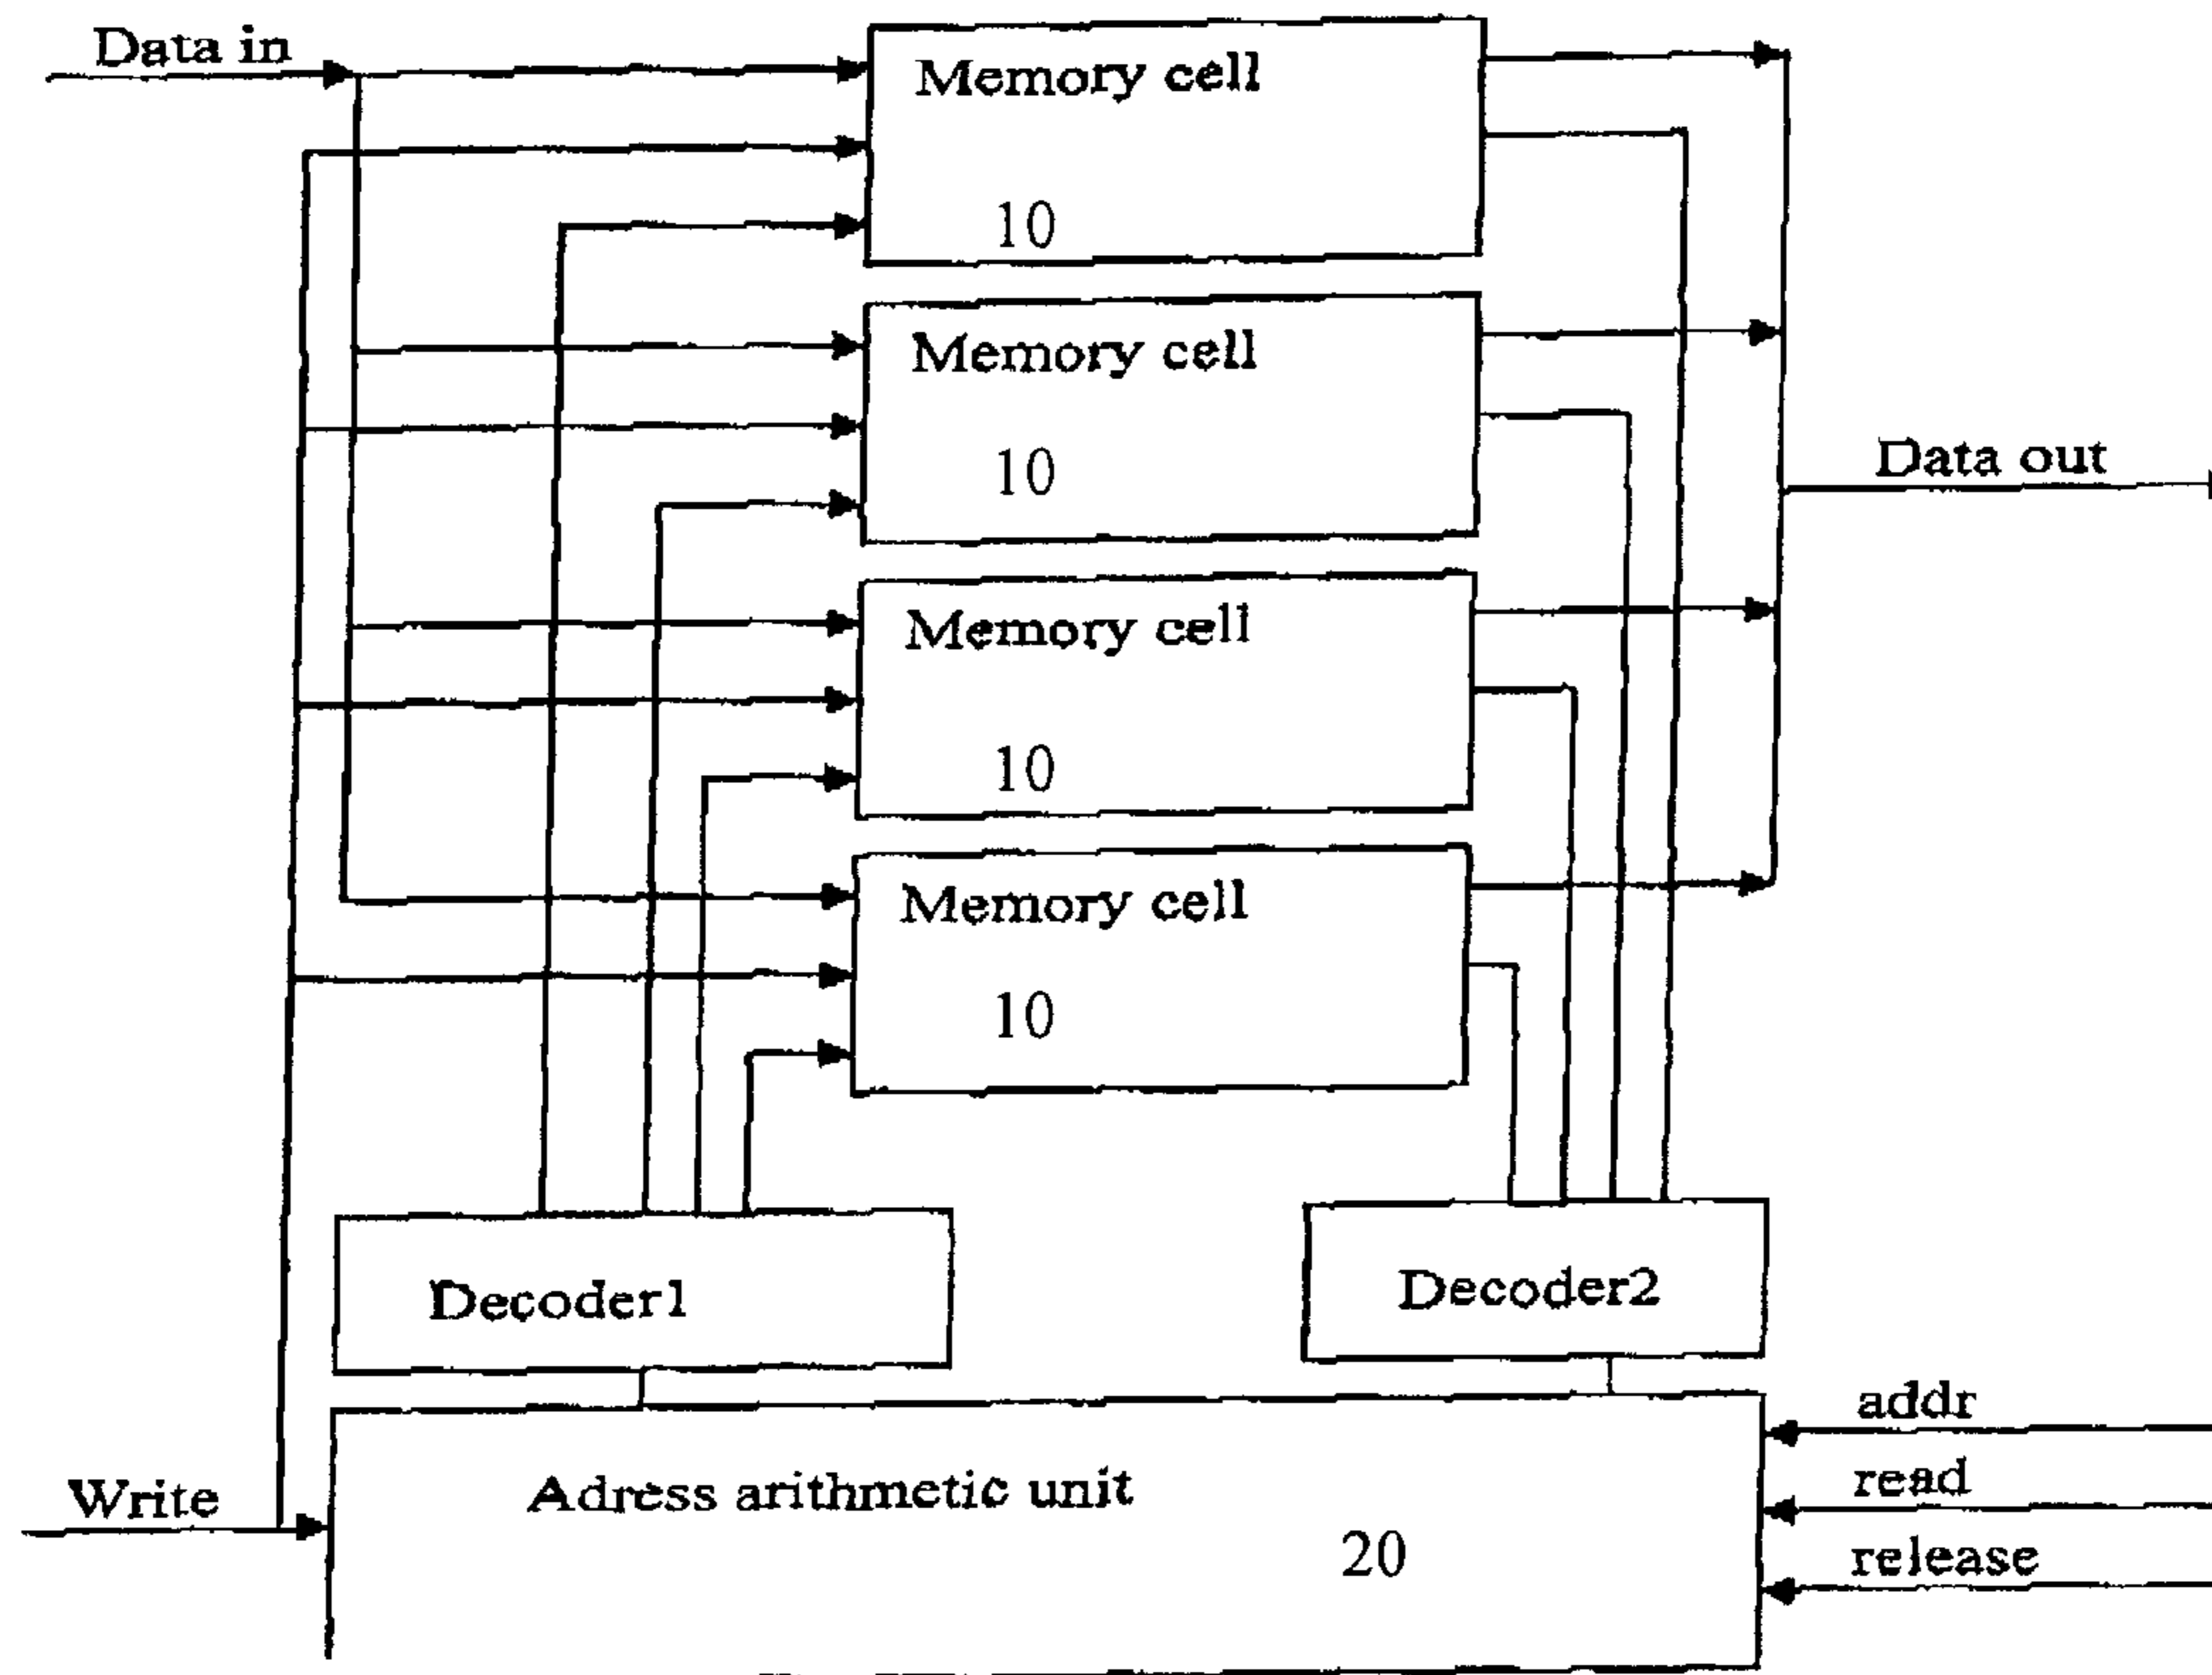 Data in
Memory cell
10
Memory cell
10
Data out
Memory cell
10
Memory cell
10
Decoder1
Decoder2
addr
Write
Adress arithmetic unit
read
20
release